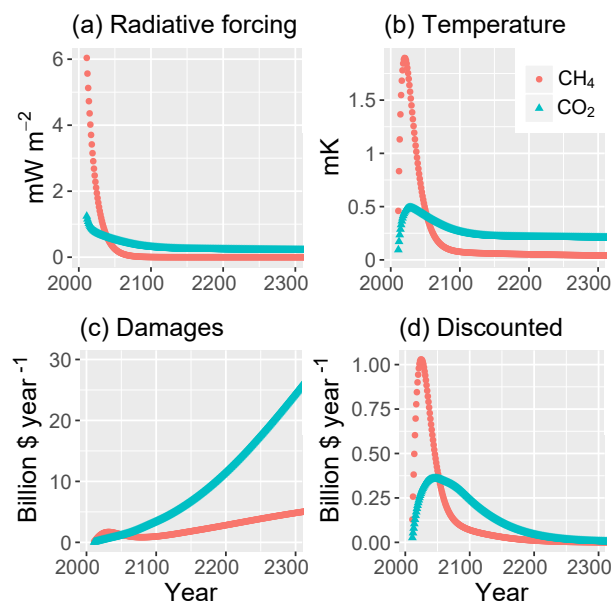 (a) Radiative forcing
mW m⁻²
6
4
2
0
2000 2100 2200 2300
(b) Temperature
mK
1.5
1
0.5
0
2000 2100 2200 2300
CH₄
CO₂
(c) Damages
Billion $ year ⁻¹
30
20
10
0
2000 2100 2200 2300
Year
(d) Discounted
Billion $ year ⁻¹
1.00
0.75
0.50
0.25
0.00
2000 2100 2200 2300
Year